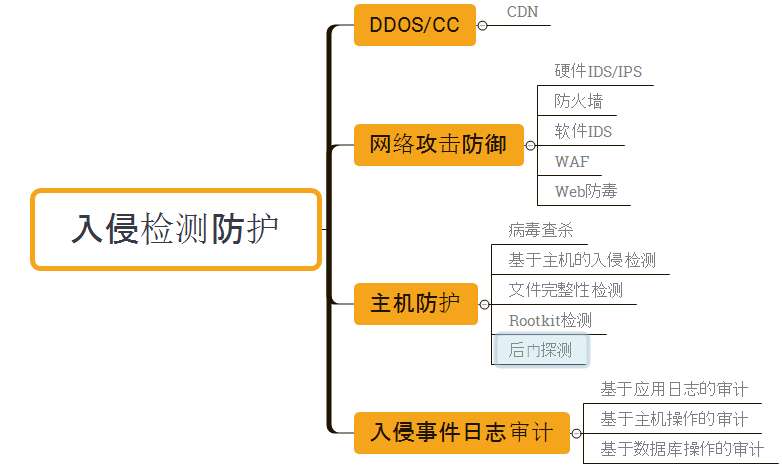 入侵检测防护
DDOS/CC
CDN
网络攻击防御
硬件IDS/IPS
防火墙
软件IDS
WAF
Web防毒
主机防护
病毒查杀
基于主机的入侵检测
文件完整性检测
Rootkit检测
后门探测
入侵事件日志审计
基于应用日志的审计
基于主机操作的审计
基于数据库操作的审计